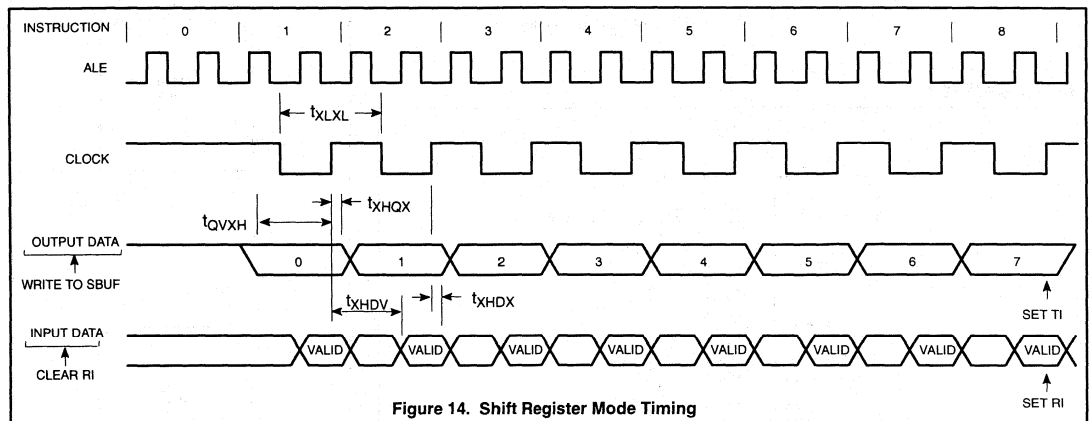 INSTRUCTION 0 1 2 3 4 5 6 7 8
ALE
tXLXL
CLOCK
tXHQX
tQVXH
OUTPUT DATA
0 1 2 3 4 5 6 7
WRITE TO SBUF
tXHDV tXHDX
SET TI
INPUT DATA
VALID VALID VALID VALID VALID VALID VALID VALID
CLEAR RI
SET RI
Figure 14. Shift Register Mode Timing